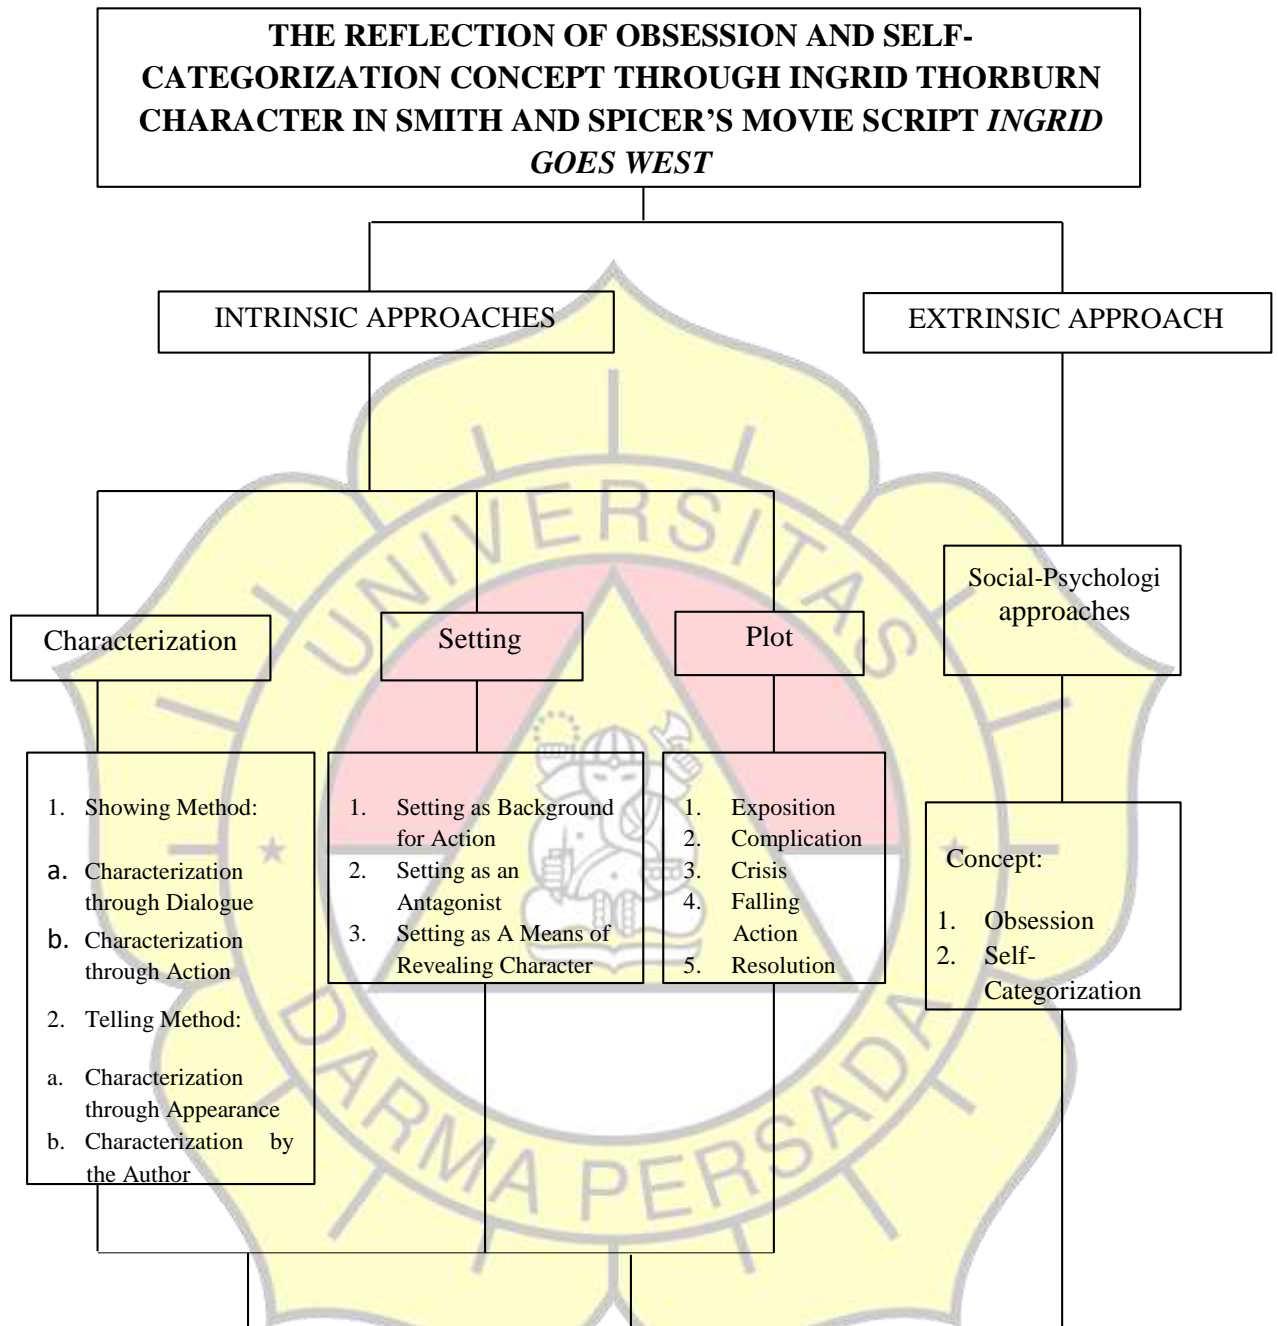 THE REFLECTION OF OBSESSION AND SELF-
CATEGORIZATION CONCEPT THROUGH INGRID THORBURN
CHARACTER IN SMITH AND SPICER'S MOVIE SCRIPT INGRID
GOES WEST
INTRINSIC APPROACHES
EXTRINSIC APPROACH
Characterization
Setting
Plot
Social-Psychologi
approaches
1. Showing Method:
a. Characterization
through Dialogue
b. Characterization
through Action
2. Telling Method:
a. Characterization
through Appearance
b. Characterization by
the Author
1. Setting as Background
for Action
2. Setting as an
Antagonist
3. Setting as A Means of
Revealing Character
1. Exposition
2. Complication
3. Crisis
4. Falling
Action
5. Resolution
Concept:
1. Obsession
2. Self-
Categorization
UNIVERSITAS
DARMA PERSADA